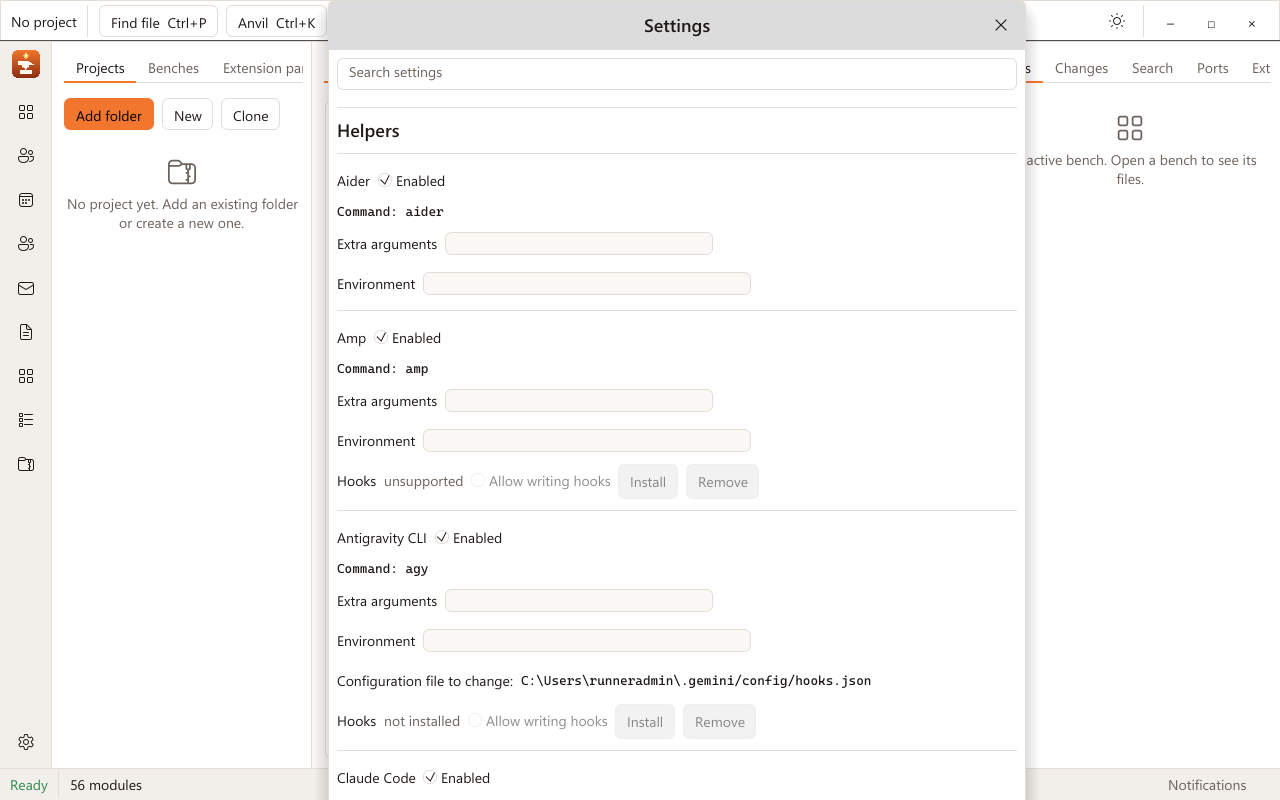 No project
Find file Ctrl+P
Anvil Ctrl+K
Settings
Projects
Benches
Extension par
Search settings
s
Changes
Search
Ports
Ext
Add folder
New
Clone
No project yet. Add an existing folder
or create a new one.
active bench. Open a bench to see its
files.
Helpers
Aider Enabled
Command: aider
Extra arguments
Environment
Amp Enabled
Command: amp
Extra arguments
Environment
Hooks unsupported Allow writing hooks Install Remove
Antigravity CLI Enabled
Command: agy
Extra arguments
Environment
Configuration file to change: C:\Users\runneradmin\.gemini/config/hooks.json
Hooks not installed Allow writing hooks Install Remove
Claude Code Enabled
Ready
56 modules
Notifications